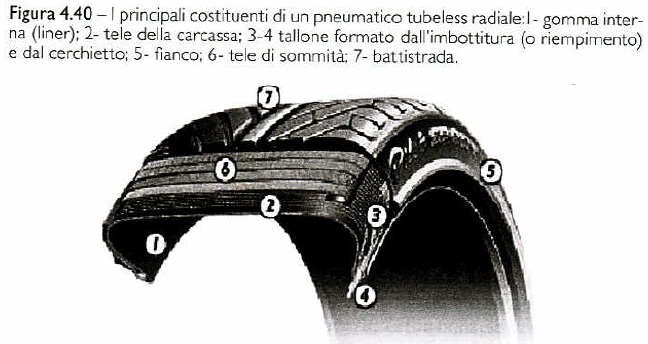 Figura 4.40 – I principali costituenti di un pneumatico tubeless radiale:1- gomma inter-
na (liner); 2- tele della carcassa; 3-4 tallone formato dall'imbottitura (o riempimento)
e dal cerchietto; 5- fianco; 6- tele di sommità; 7- battistrada.
7
6
5
2
3
1
4